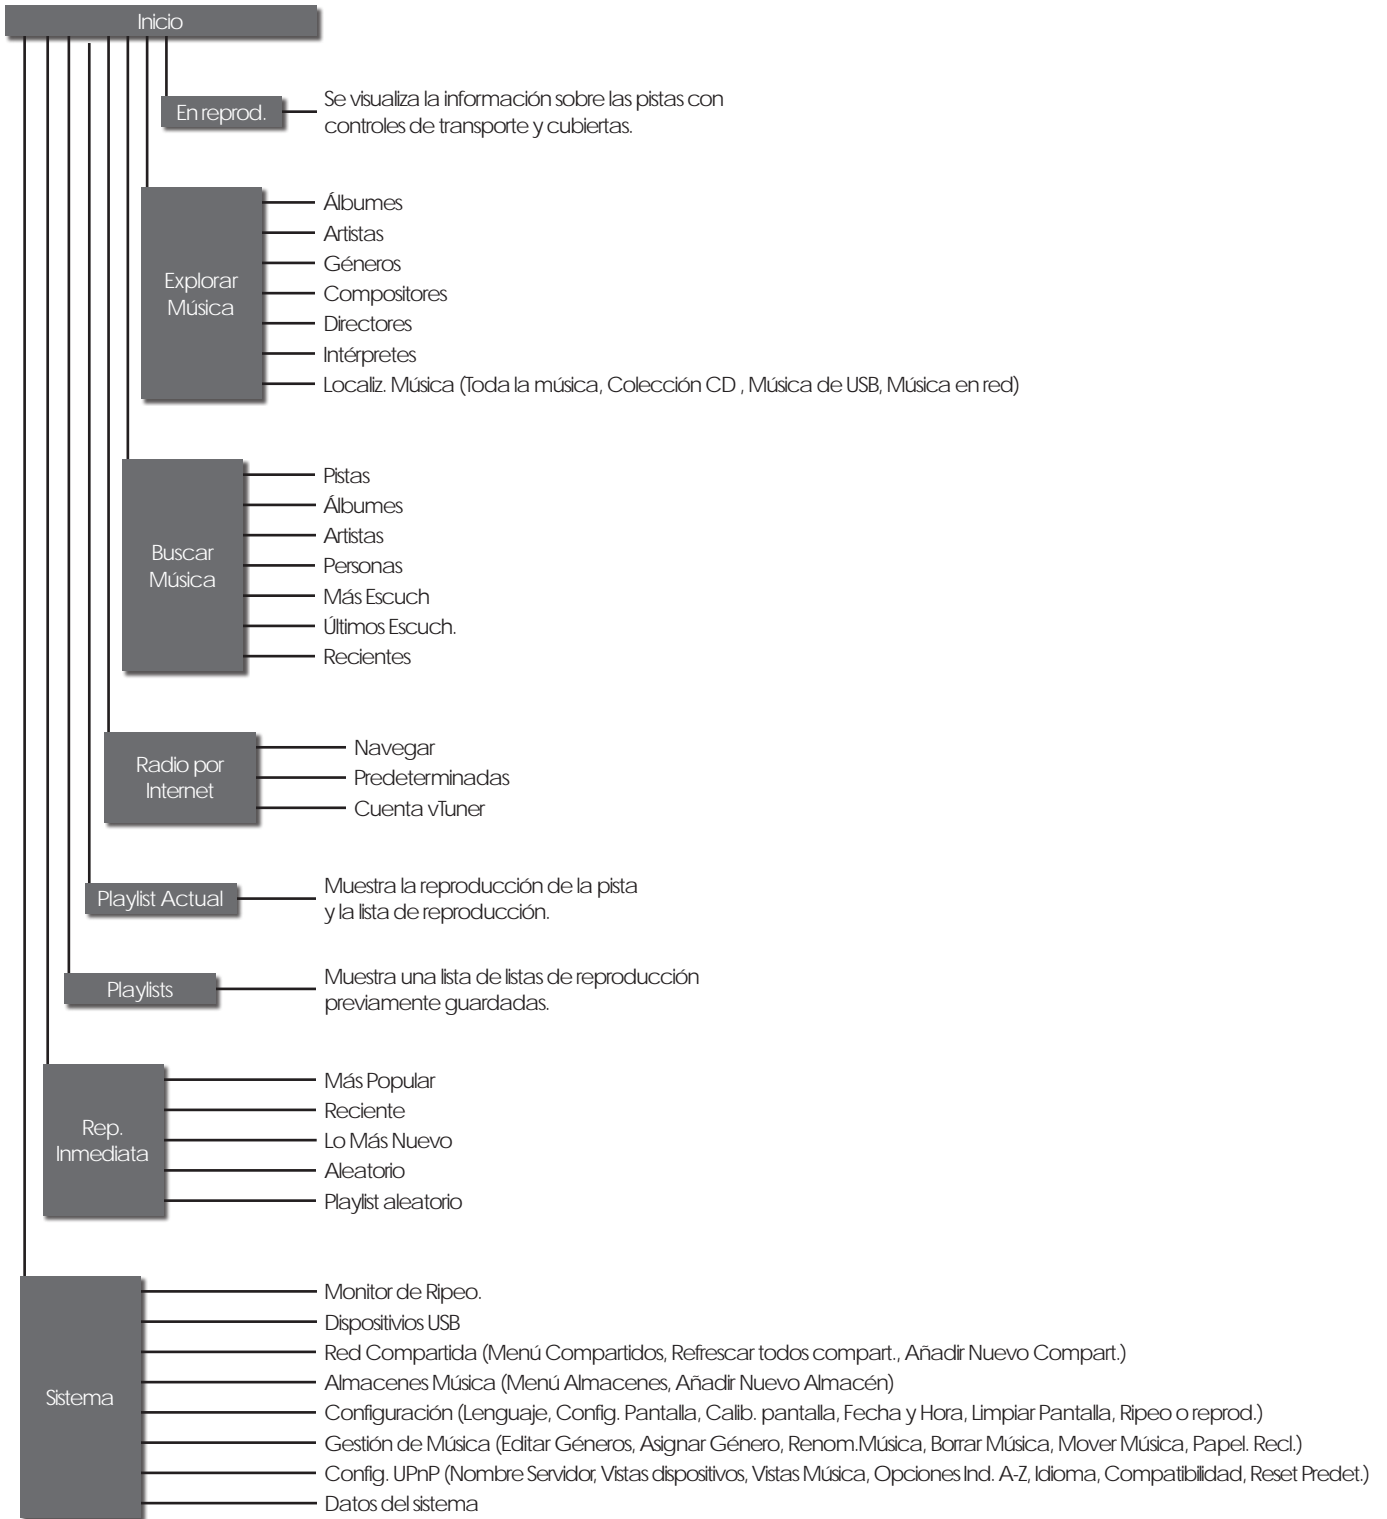 Inicio
En reprod.
Se visualiza la información sobre las pistas con
controles de transporte y cubiertas.
Explorar
Música
Álbumes
Artistas
Géneros
Compositores
Directores
Intérpretes
Localiz. Música (Toda la música, Colección CD , Música de USB, Música en red)
Buscar
Música
Pistas
Álbumes
Artistas
Personas
Más Escuch
Últimos Escuch.
Recientes
Radio por
Internet
Navegar
Predeterminadas
Cuenta vTuner
Playlist Actual
Muestra la reproducción de la pista
y la lista de reproducción.
Playlists
Muestra una lista de listas de reproducción
previamente guardadas.
Rep.
Inmediata
Más Popular
Reciente
Lo Más Nuevo
Aleatorio
Playlist aleatorio
Sistema
Monitor de Ripeo.
Dispositivios USB
Red Compartida (Menú Compartidos, Refrescar todos compart., Añadir Nuevo Compart.)
Almacenes Música (Menú Almacenes, Añadir Nuevo Almacén)
Configuración (Lenguaje, Config. Pantalla, Calib. pantalla, Fecha y Hora, Limpiar Pantalla, Ripeo o reprod.)
Gestión de Música (Editar Géneros, Asignar Género, Renom.Música, Borrar Música, Mover Música, Papel. Recl.)
Config. UPnP (Nombre Servidor, Vistas dispositivos, Vistas Música, Opciones Ind. A-Z, Idioma, Compatibilidad, Reset Predet.)
Datos del sistema